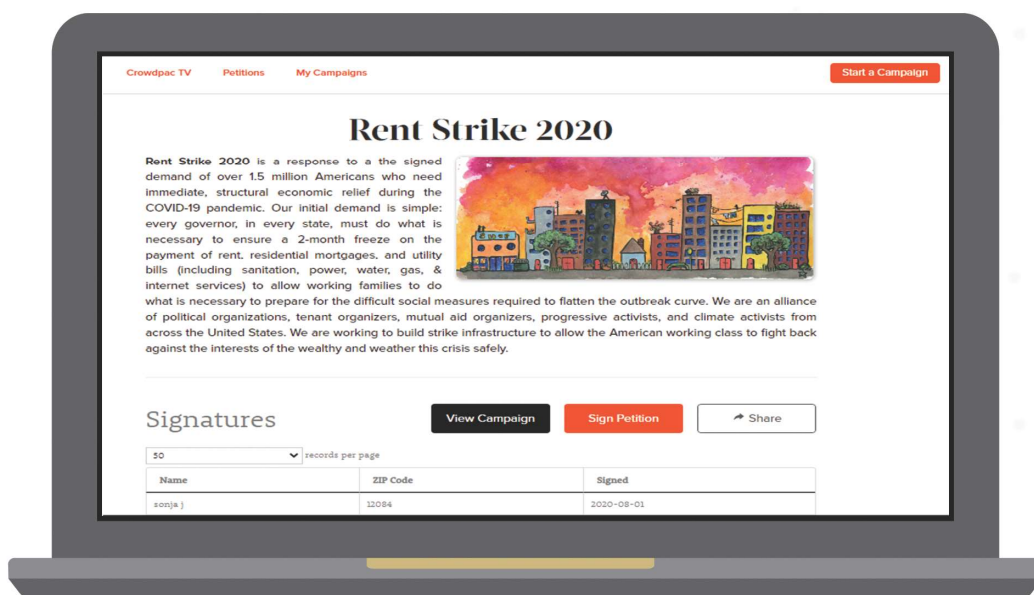 Crowdpac TV Petitions My Campaigns Start a Campaign
Rent Strike 2020
Rent Strike 2020 is a response to a the signed
demand of over 1.5 million Americans who need
immediate, structural economic relief during the
COVID-19 pandemic. Our initial demand is simple:
every governor, in every state, must do what is
necessary to ensure a 2-month freeze on the
payment of rent, residential mortgages, and utility
bills (including sanitation, power, water, gas, &
internet services) to allow working families to do
what is necessary to prepare for the difficult social measures required to flatten the outbreak curve. We are an alliance
of political organizations, tenant organizers, mutual aid organizers, progressive activists, and climate activists from
across the United States. We are working to build strike infrastructure to allow the American working class to fight back
against the interests of the wealthy and weather this crisis safely.
Signatures View Campaign Sign Petition Share
50 records per page
Name ZIP Code Signed
sonja j 12084 2020-08-01